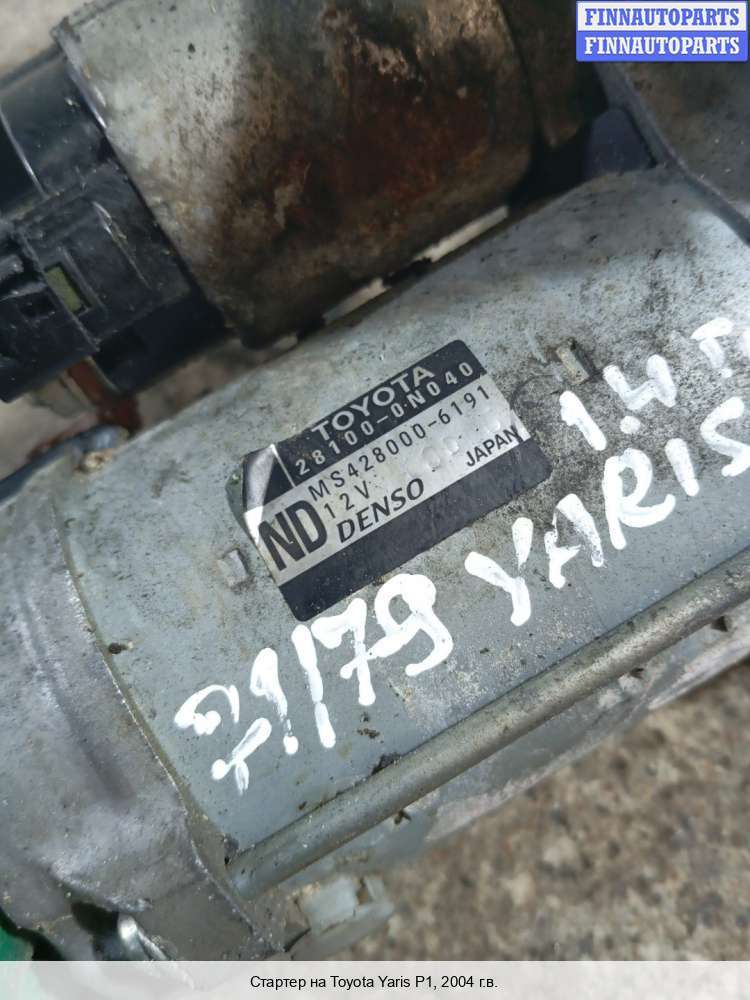 FINNAUTOPARTS
FINNAUTOPARTS
TOYOTA
28100-0N040
MS428000-6191
12V
ND
DENSO
JAPAN
1.4
YARIS
Стартер на Toyota Yaris P1, 2004 г.в.